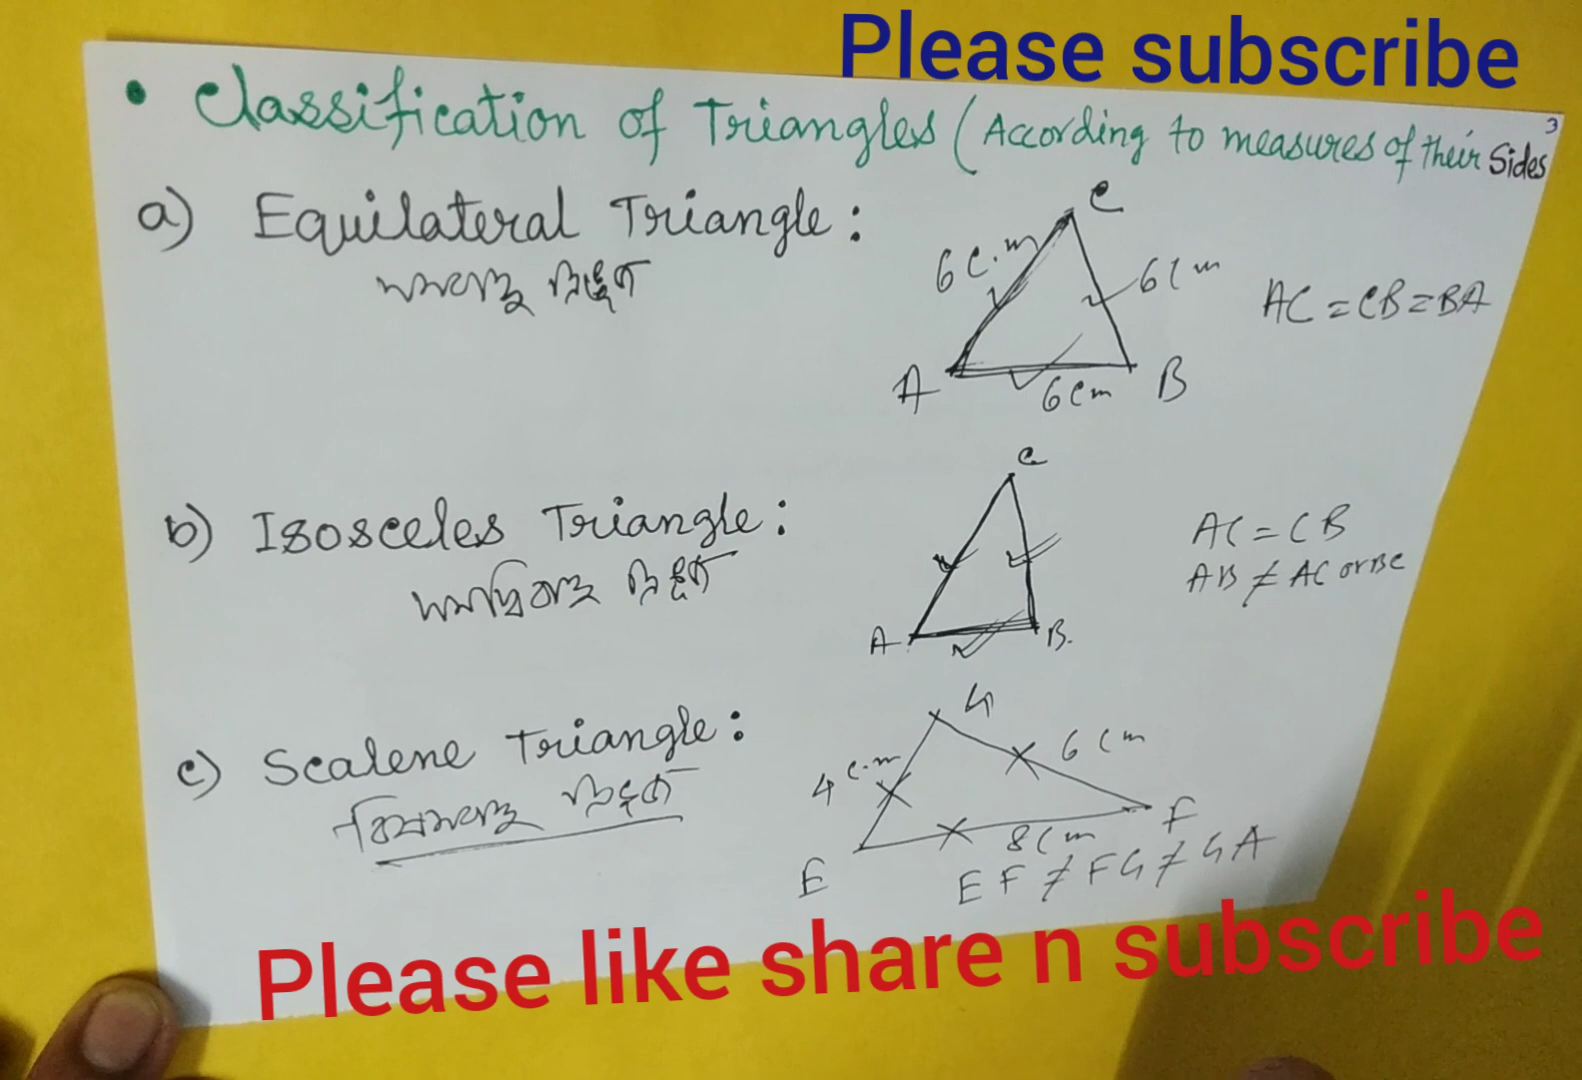 Please subscribe
3
• Classification of Triangles (According to measures of their Sides
a) Equilateral Triangle:
C
6 c.m
6 cm
AC = CB = BA
A
6 cm
B
b) Isosceles Triangle:
C
AC = CB
AB ≠ AC or BC
A
B.
c) Scalene Triangle:
G
4 c.m
6 cm
F
8 cm
E
EF ≠ FG ≠ GA
Please like share n subscribe